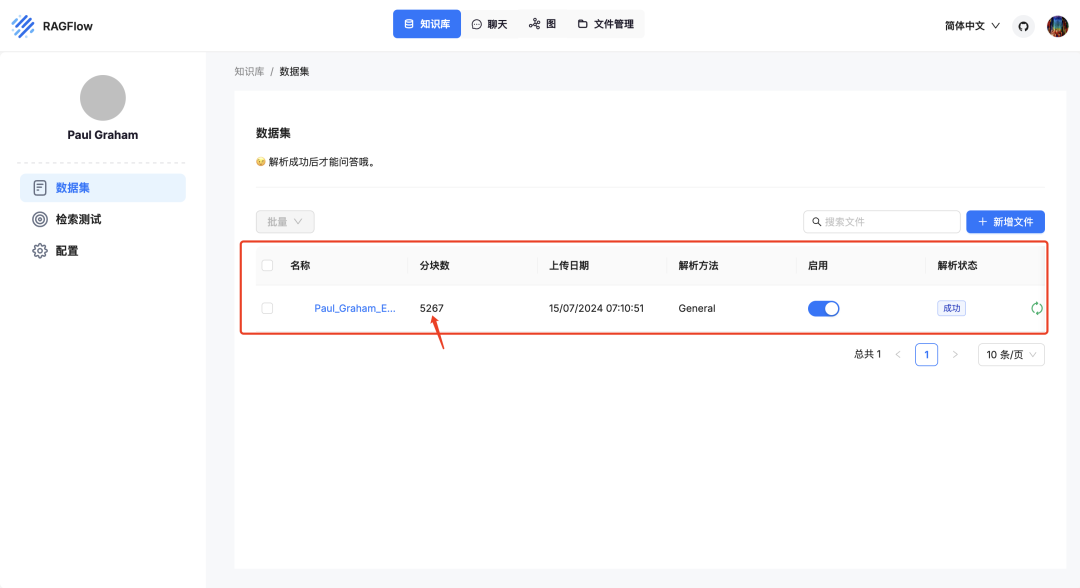 RAGFlow
知识库
聊天
图
文件管理
简体中文
Paul Graham
数据集
检索测试
配置
知识库 / 数据集
数据集
😉 解析成功后才能问答哦。
批量
搜索文件
+ 新增文件
名称 分块数 上传日期 解析方法 启用 解析状态
Paul_Graham_E... 5267 15/07/2024 07:10:51 General 成功
总共 1 < 1 > 10 条/页